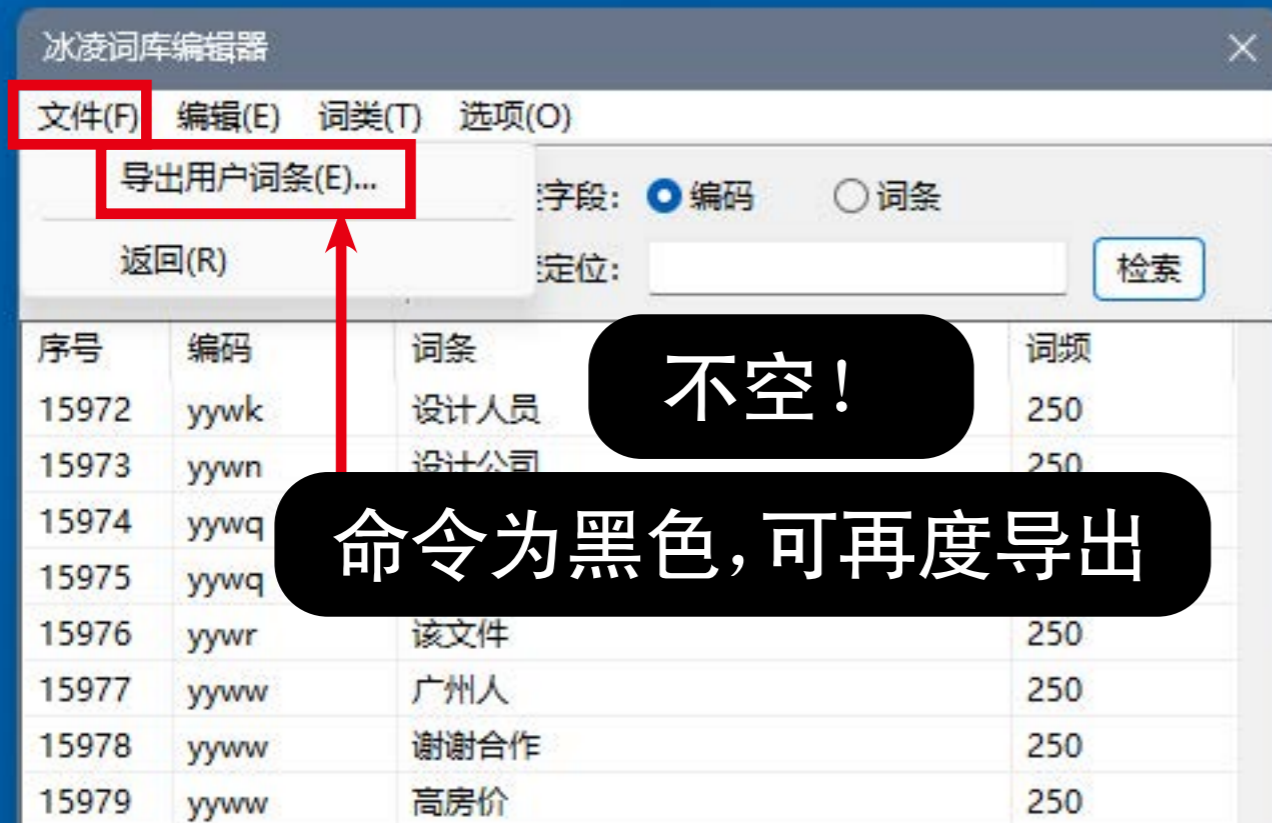 冰凌词库编辑器
文件(F) 编辑(E) 词类(T) 选项(O)
导出用户词条(E)...
字段: 编码 词条
返回(R)
定位: 检索
序号 编码 词条 词频
不空!
15972 yywk 设计人员 250
15973 yywn 设计公司 250
命令为黑色,可再度导出
15974 yywq
15975 yywq
15976 yywr 该文件 250
15977 yyww 广州人 250
15978 yyww 谢谢合作 250
15979 yyww 高房价 250